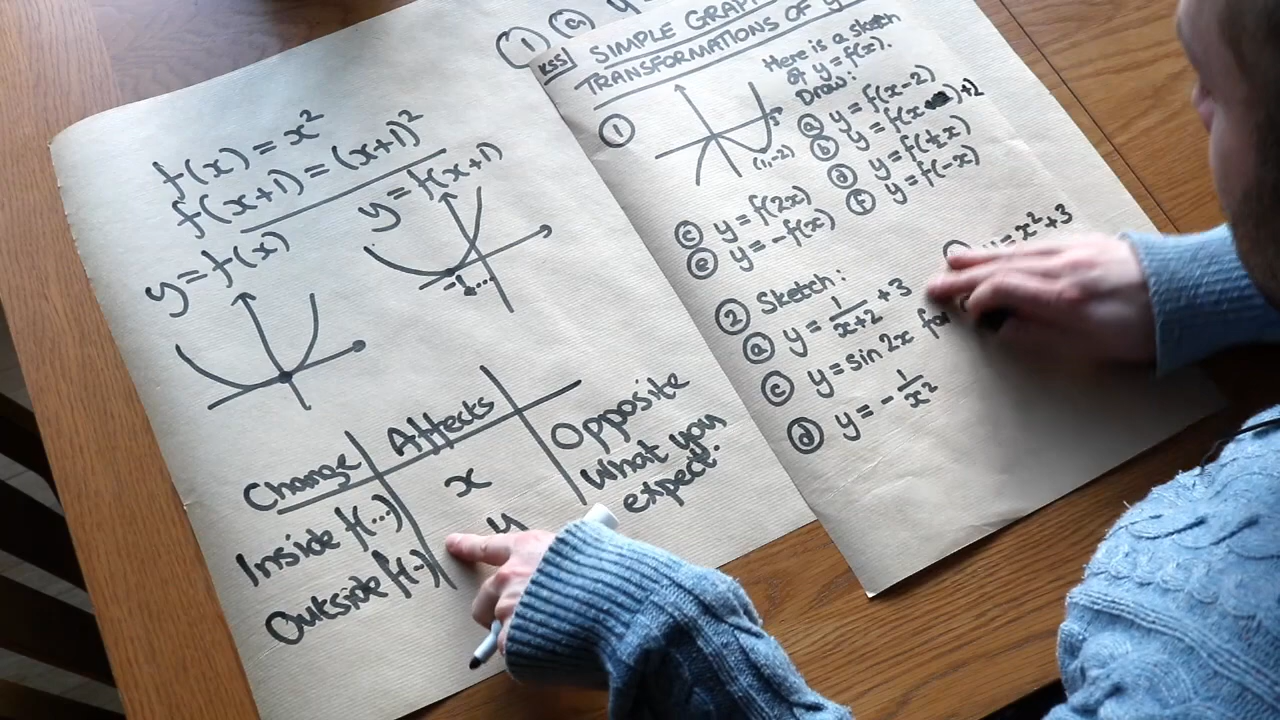 f(x) = x²
f(x+1) = (x+1)²
y = f(x)
y = f(x+1)
-1
Change
Affects
Opposite
what you
expect.
Inside f(...)
x
Outside f(...)
y
① ⓐ y =
KS5
SIMPLE GRAPH
TRANSFORMATIONS OF
①
3
(1,-2)
Here is a sketch
of y = f(x).
Draw:
ⓐ y = f(x-2)
ⓑ y = f(x)+2
ⓒ y = f(2x)
ⓓ y = f(½x)
ⓔ y = -f(x)
ⓕ y = f(-x)
② Sketch:
ⓐ y = 1/(x+2) + 3
y = x² + 3
ⓒ y = sin 2x for
ⓓ y = - 1/x²